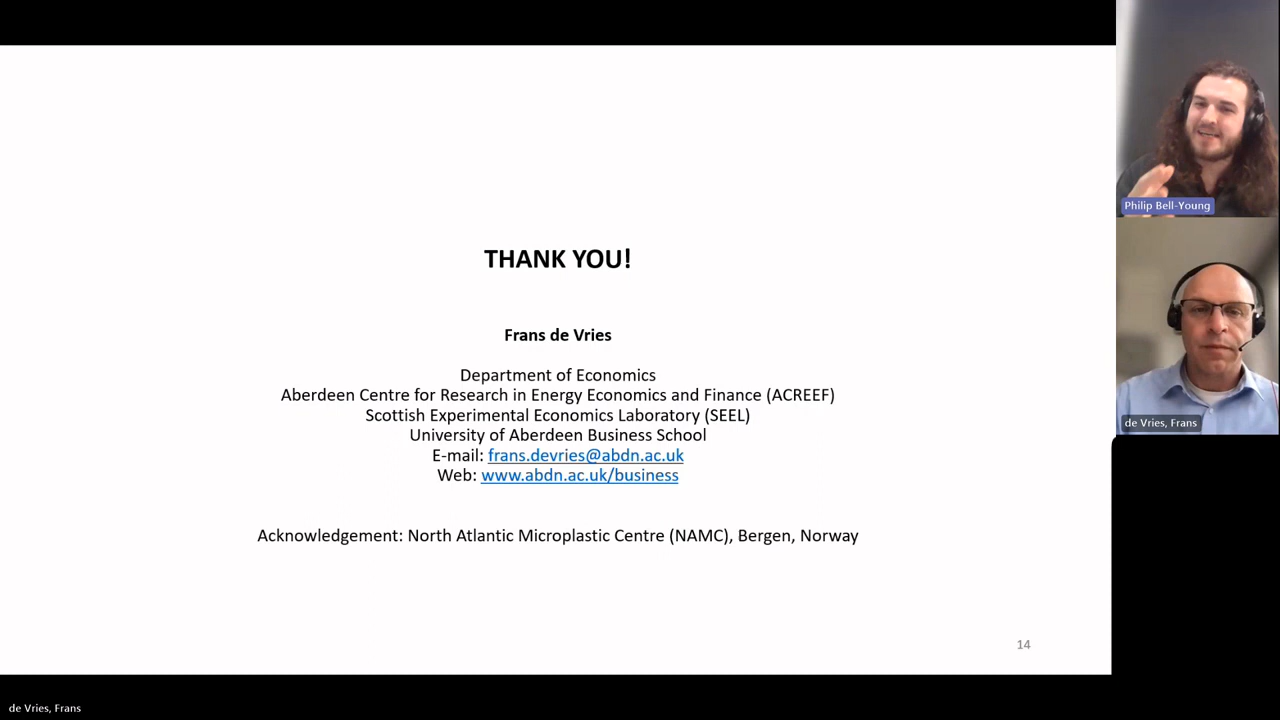 THANK YOU!
Frans de Vries
Department of Economics
Aberdeen Centre for Research in Energy Economics and Finance (ACREEF)
Scottish Experimental Economics Laboratory (SEEL)
University of Aberdeen Business School
E-mail: frans.devries@abdn.ac.uk
Web: www.abdn.ac.uk/business
Acknowledgement: North Atlantic Microplastic Centre (NAMC), Bergen, Norway
14
Philip Bell-Young
de Vries, Frans
de Vries, Frans